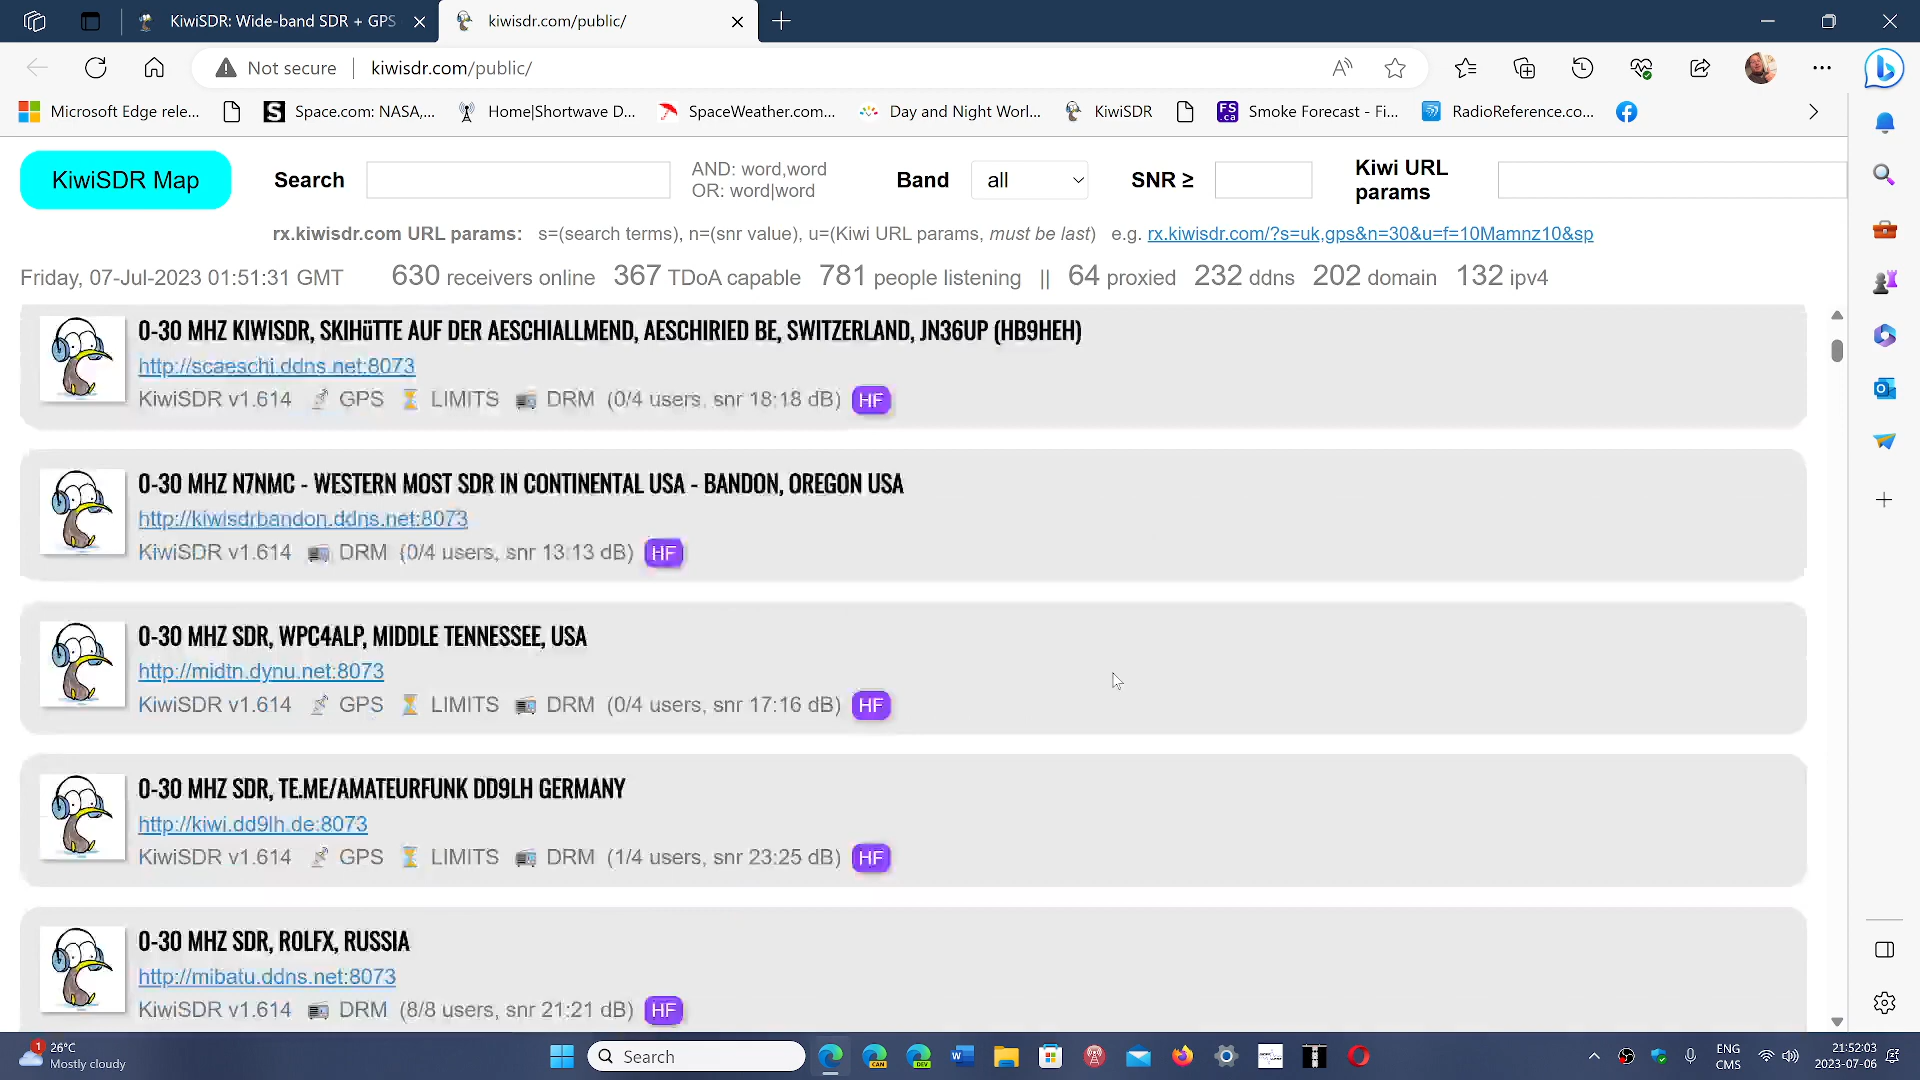 KiwiSDR: Wide-band SDR + GPS
kiwisdr.com/public/
Not secure
kiwisdr.com/public/
Microsoft Edge rele...
Space.com: NASA,...
Home|Shortwave D...
SpaceWeather.com...
Day and Night Worl...
KiwiSDR
Smoke Forecast - Fi...
RadioReference.co...
KiwiSDR Map
Search
AND: word,word
OR: word|word
Band
all
SNR ≥
Kiwi URL
params
rx.kiwisdr.com URL params: s=(search terms), n=(snr value), u=(Kiwi URL params, must be last) e.g. rx.kiwisdr.com/?s=uk,gps&n=30&u=f=10Mamnz10&sp
Friday, 07-Jul-2023 01:51:31 GMT 630 receivers online 367 TDoA capable 781 people listening || 64 proxied 232 ddns 202 domain 132 ipv4
0-30 MHZ KIWISDR, SKIHüTTE AUF DER AESCHIALLMEND, AESCHIRIED BE, SWITZERLAND, JN36UP (HB9HEH)
http://scaeschi.ddns.net:8073
KiwiSDR v1.614 GPS LIMITS DRM (0/4 users, snr 18:18 dB) HF
0-30 MHZ N7NMC - WESTERN MOST SDR IN CONTINENTAL USA - BANDON, OREGON USA
http://kiwisdrbandon.ddns.net:8073
KiwiSDR v1.614 DRM (0/4 users, snr 13:13 dB) HF
0-30 MHZ SDR, WPC4ALP, MIDDLE TENNESSEE, USA
http://midtn.dynu.net:8073
KiwiSDR v1.614 GPS LIMITS DRM (0/4 users, snr 17:16 dB) HF
0-30 MHZ SDR, TE.ME/AMATEURFUNK DD9LH GERMANY
http://kiwi.dd9lh.de:8073
KiwiSDR v1.614 GPS LIMITS DRM (1/4 users, snr 23:25 dB) HF
0-30 MHZ SDR, R0LFX, RUSSIA
http://mibatu.ddns.net:8073
KiwiSDR v1.614 DRM (8/8 users, snr 21:21 dB) HF
1
26°C
Mostly cloudy
Search
CAN
DEV
ENG
CMS
21:52:03
2023-07-06